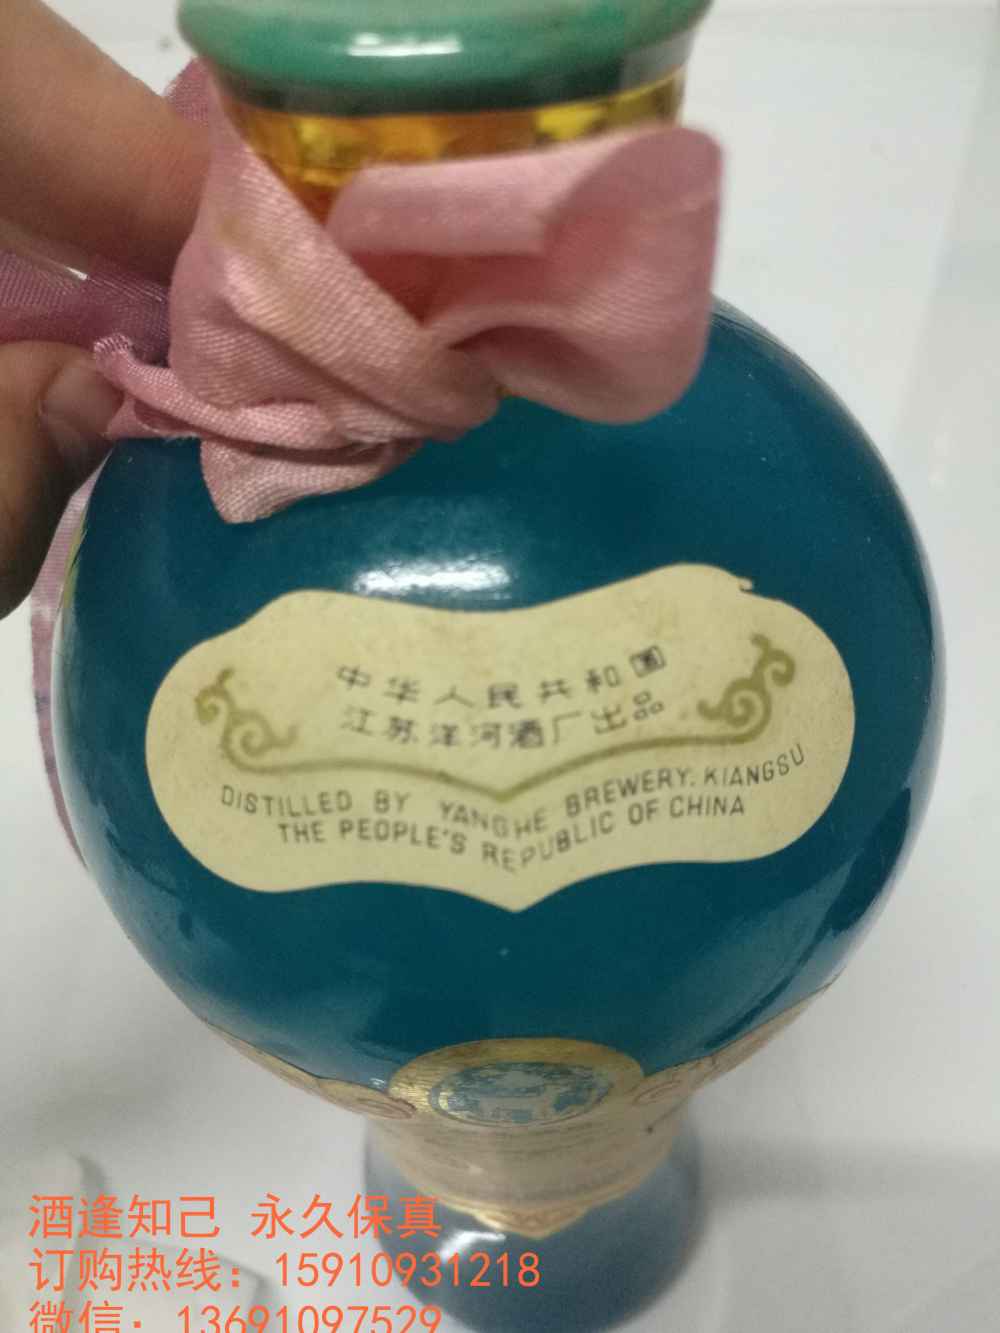 中华人民共和国
江苏洋河酒厂出品
DISTILLED BY YANGHE BREWERY. KIANGSU
THE PEOPLE'S REPUBLIC OF CHINA
酒逢知己 永久保真
订购热线：15910931218
微信：13691097529